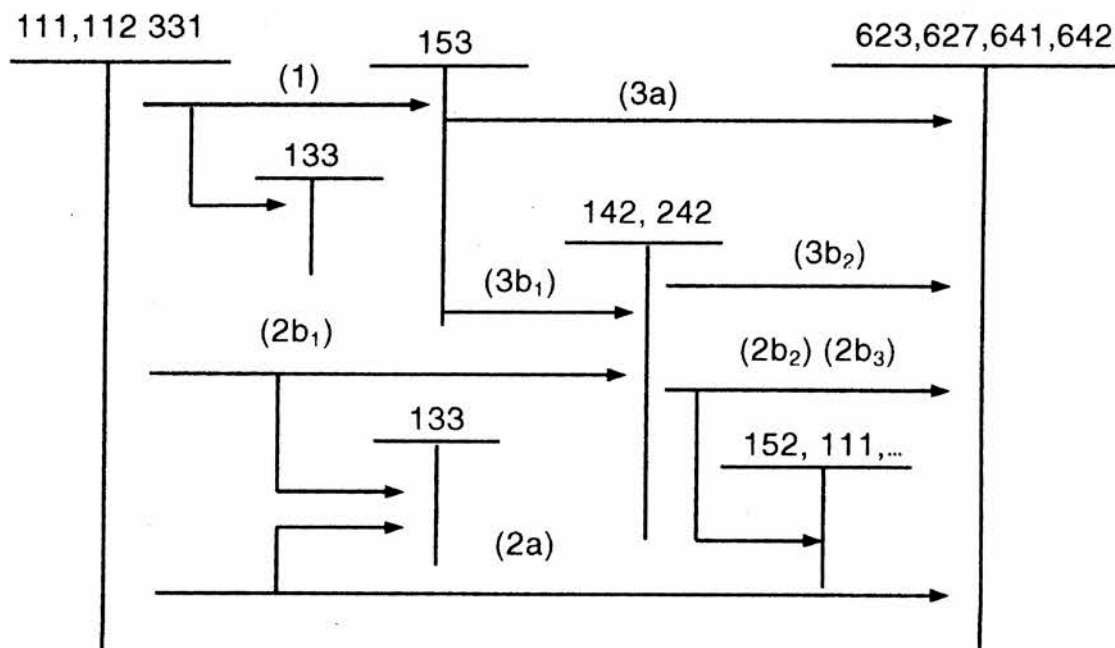 111,112 331
153
623,627,641,642
(1)
(3a)
133
142, 242
(3b₁)
(3b₂)
(2b₁)
(2b₂) (2b₃)
133
152, 111,...
(2a)